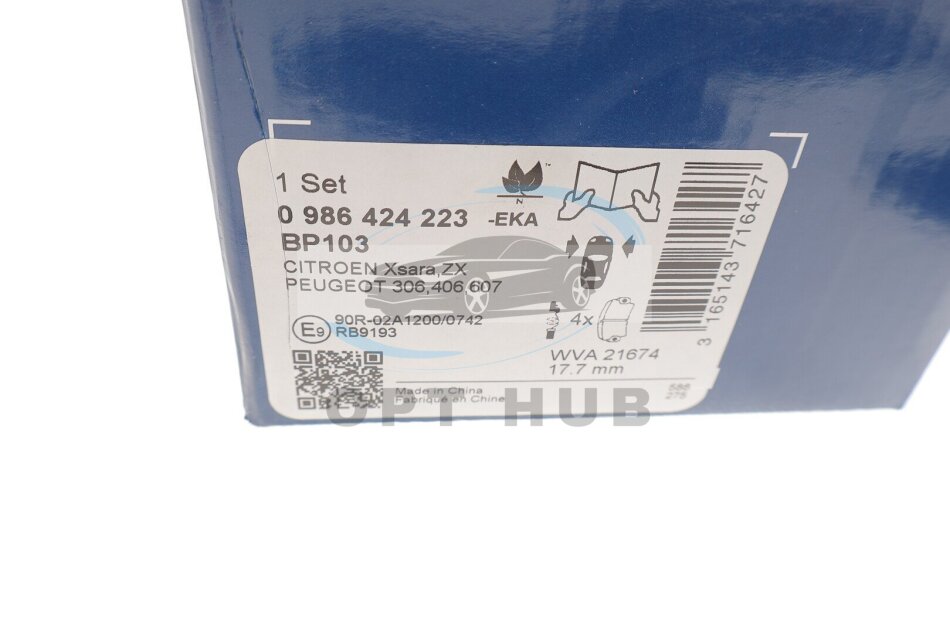 1 Set
0 986 424 223 -EKA
BP103
CITROEN Xsara,ZX
PEUGEOT 306,406,607
E9 90R-02A1200/0742
RB9193
N
™
4x
WVA 21674
17.7 mm
Made in China
Fabriqué en Chine
3 165143 716427
OPT HUB